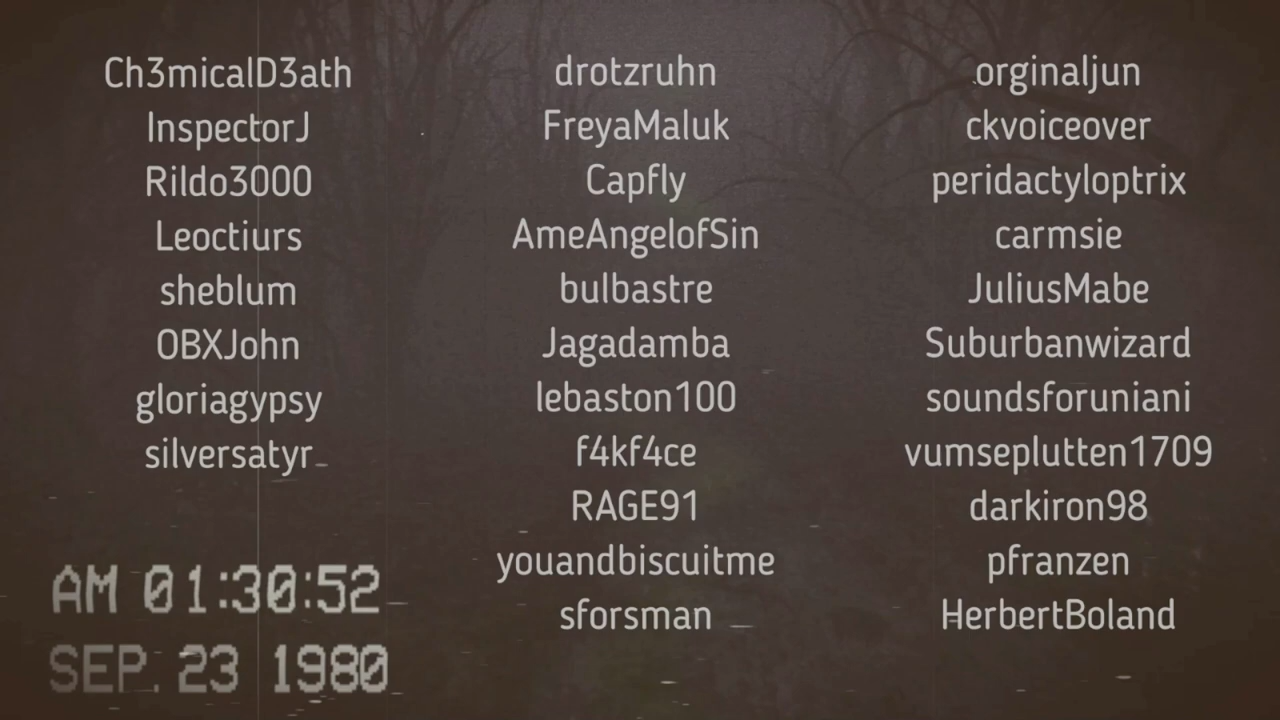 Ch3micalD3ath
InspectorJ
Rildo3000
Leoctiurs
sheblum
OBXJohn
gloriagypsy
silversatyr
drotzruhn
FreyaMaluk
Capfly
AmeAngelofSin
bulbastre
Jagadamba
lebaston100
f4kf4ce
RAGE91
youandbiscuitme
sforsman
orginaljun
ckvoiceover
peridactyloptrix
carmsie
JuliusMabe
Suburbanwizard
soundsforuniani
vumseplutten1709
darkiron98
pfranzen
HerbertBoland
AM 01:30:52
SEP. 23 1980